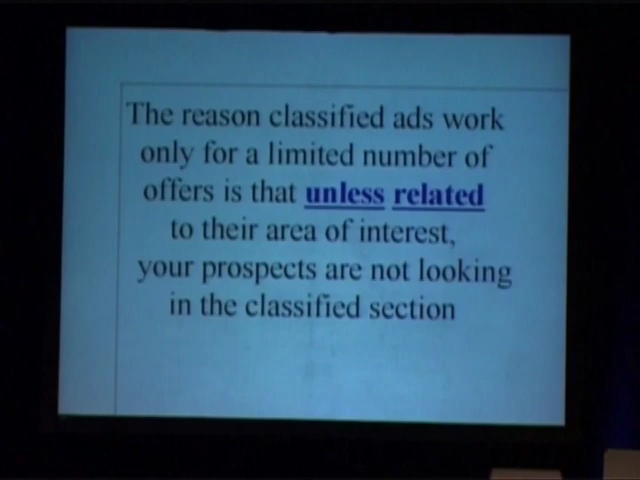 The reason classified ads work
only for a limited number of
offers is that unless related
to their area of interest,
your prospects are not looking
in the classified section